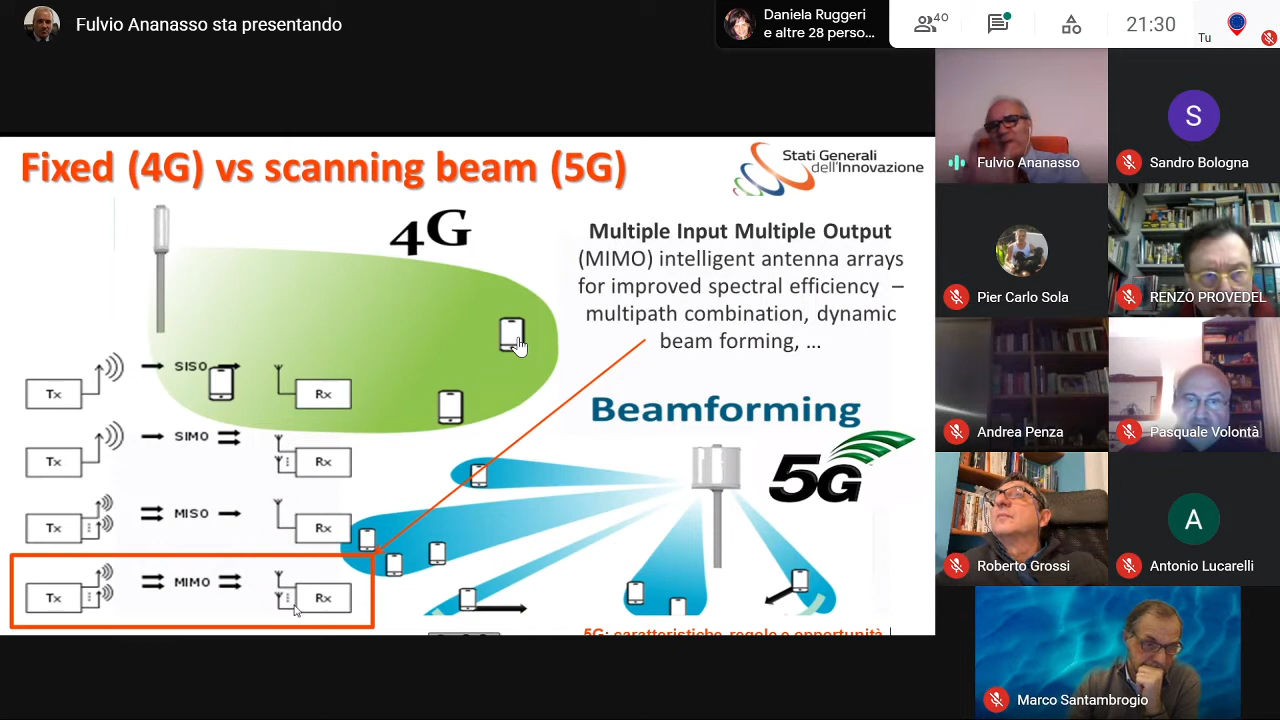 Fulvio Ananasso sta presentando
Daniela Ruggeri
e altre 28 perso...
40
21:30
Tu
Fixed (4G) vs scanning beam (5G)
Stati Generali
dell'Innovazione
4G
Multiple Input Multiple Output
(MIMO) intelligent antenna arrays
for improved spectral efficiency –
multipath combination, dynamic
beam forming, ...
Tx
SISO
Rx
Tx
SIMO
Rx
Tx
MISO
Rx
Tx
MIMO
Rx
Beamforming
5G
5G: caratteristiche, regole e opportunità
Fulvio Ananasso
S
Sandro Bologna
Pier Carlo Sola
RENZO PROVEDEL
Andrea Penza
Pasquale Volontà
Roberto Grossi
A
Antonio Lucarelli
Marco Santambrogio